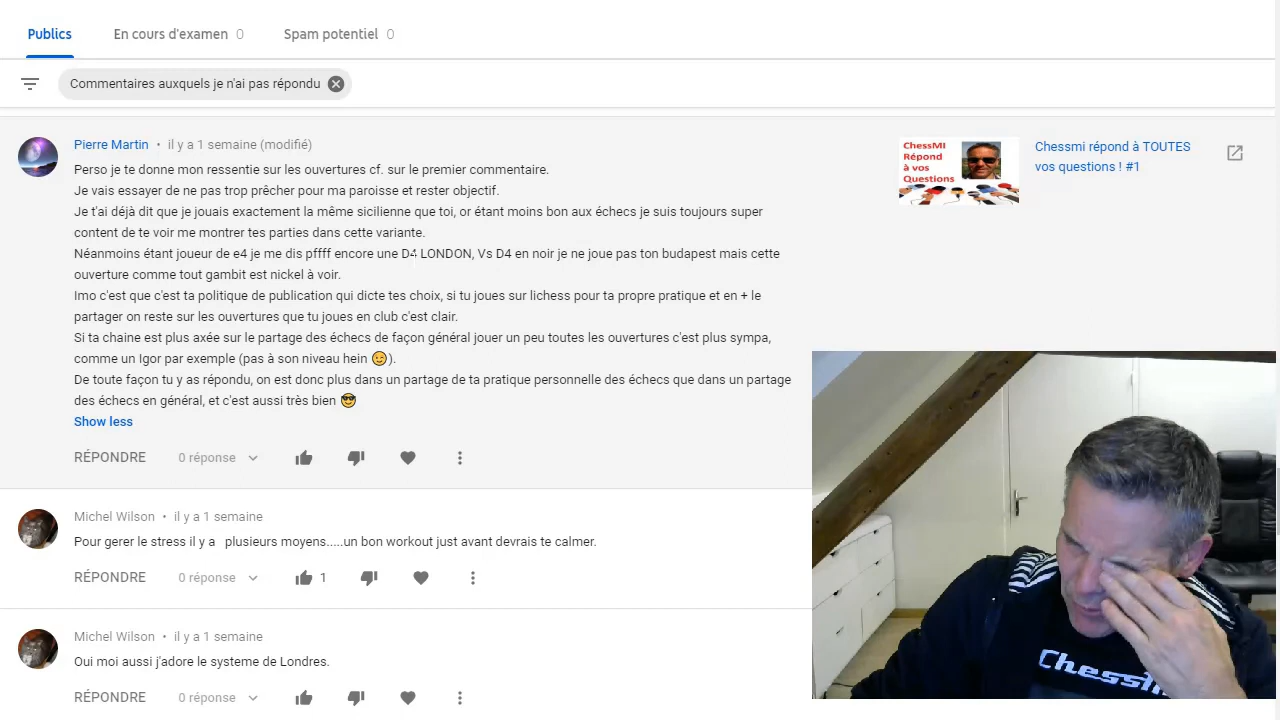 Publics En cours d'examen 0 Spam potentiel 0
Commentaires auxquels je n'ai pas répondu
Pierre Martin • il y a 1 semaine (modifié)
Perso je te donne mon ressentie sur les ouvertures cf. sur le premier commentaire.
Je vais essayer de ne pas trop prêcher pour ma paroisse et rester objectif.
Je t'ai déjà dit que je jouais exactement la même sicilienne que toi, or étant moins bon aux échecs je suis toujours super
content de te voir me montrer tes parties dans cette variante.
Néanmoins étant joueur de e4 je me dis pffff encore une D4 LONDON, Vs D4 en noir je ne joue pas ton budapest mais cette
ouverture comme tout gambit est nickel à voir.
Imo c'est que c'est ta politique de publication qui dicte tes choix, si tu joues sur lichess pour ta propre pratique et en + le
partager on reste sur les ouvertures que tu joues en club c'est clair.
Si ta chaine est plus axée sur le partage des échecs de façon général jouer un peu toutes les ouvertures c'est plus sympa,
comme un Igor par exemple (pas à son niveau hein 😉).
De toute façon tu y as répondu, on est donc plus dans un partage de ta pratique personnelle des échecs que dans un partage
des échecs en général, et c'est aussi très bien 😎
Show less
RÉPONDRE 0 réponse
ChessMI
Répond
à vos
Questions
Chessmi répond à TOUTES
vos questions ! #1
Michel Wilson • il y a 1 semaine
Pour gerer le stress il y a plusieurs moyens.....un bon workout just avant devrais te calmer.
RÉPONDRE 0 réponse 1
Michel Wilson • il y a 1 semaine
Oui moi aussi j'adore le systeme de Londres.
RÉPONDRE 0 réponse